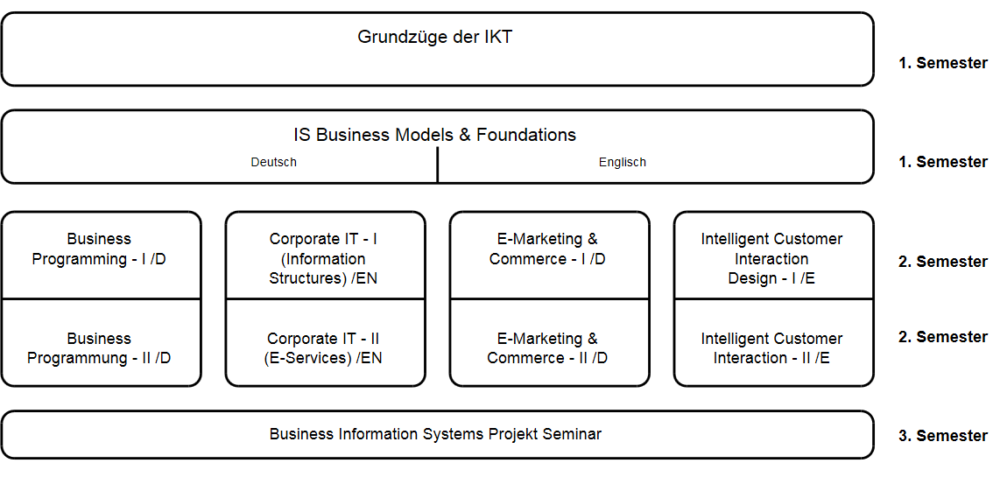 Grundzüge der IKT
1. Semester
IS Business Models & Foundations
Deutsch
Englisch
1. Semester
Business
Programming - I /D
Corporate IT - I
(Information
Structures) /EN
E-Marketing &
Commerce - I /D
Intelligent Customer
Interaction
Design - I /E
2. Semester
Business
Programmung - II /D
Corporate IT - II
(E-Services) /EN
E-Marketing &
Commerce - II /D
Intelligent Customer
Interaction - II /E
2. Semester
Business Information Systems Projekt Seminar
3. Semester